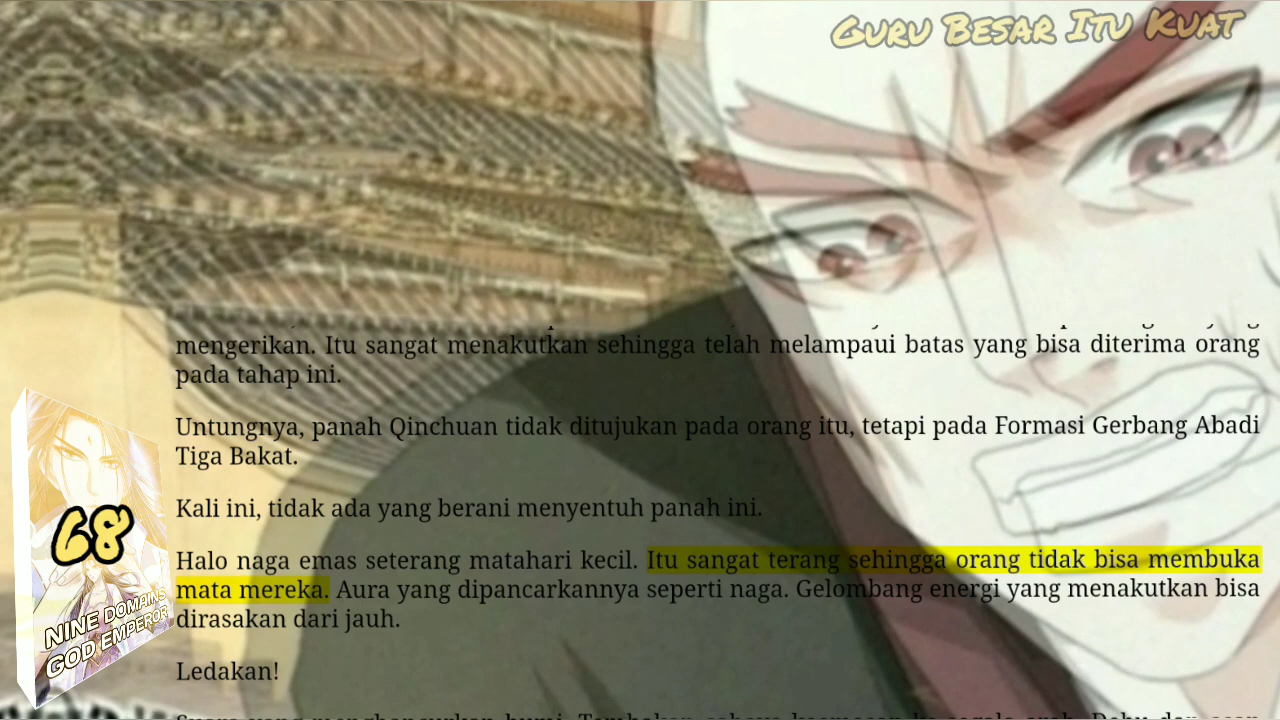 Guru Besar Itu Kuat
mengerikan. Itu sangat menakutkan sehingga telah melampaui batas yang bisa diterima orang
pada tahap ini.
Untungnya, panah Qinchuan tidak ditujukan pada orang itu, tetapi pada Formasi Gerbang Abadi
Tiga Bakat.
Kali ini, tidak ada yang berani menyentuh panah ini.
Halo naga emas seterang matahari kecil. Itu sangat terang sehingga orang tidak bisa membuka
mata mereka. Aura yang dipancarkannya seperti naga. Gelombang energi yang menakutkan bisa
dirasakan dari jauh.
Ledakan!
68
NINE DOMAINS
GOD EMPEROR